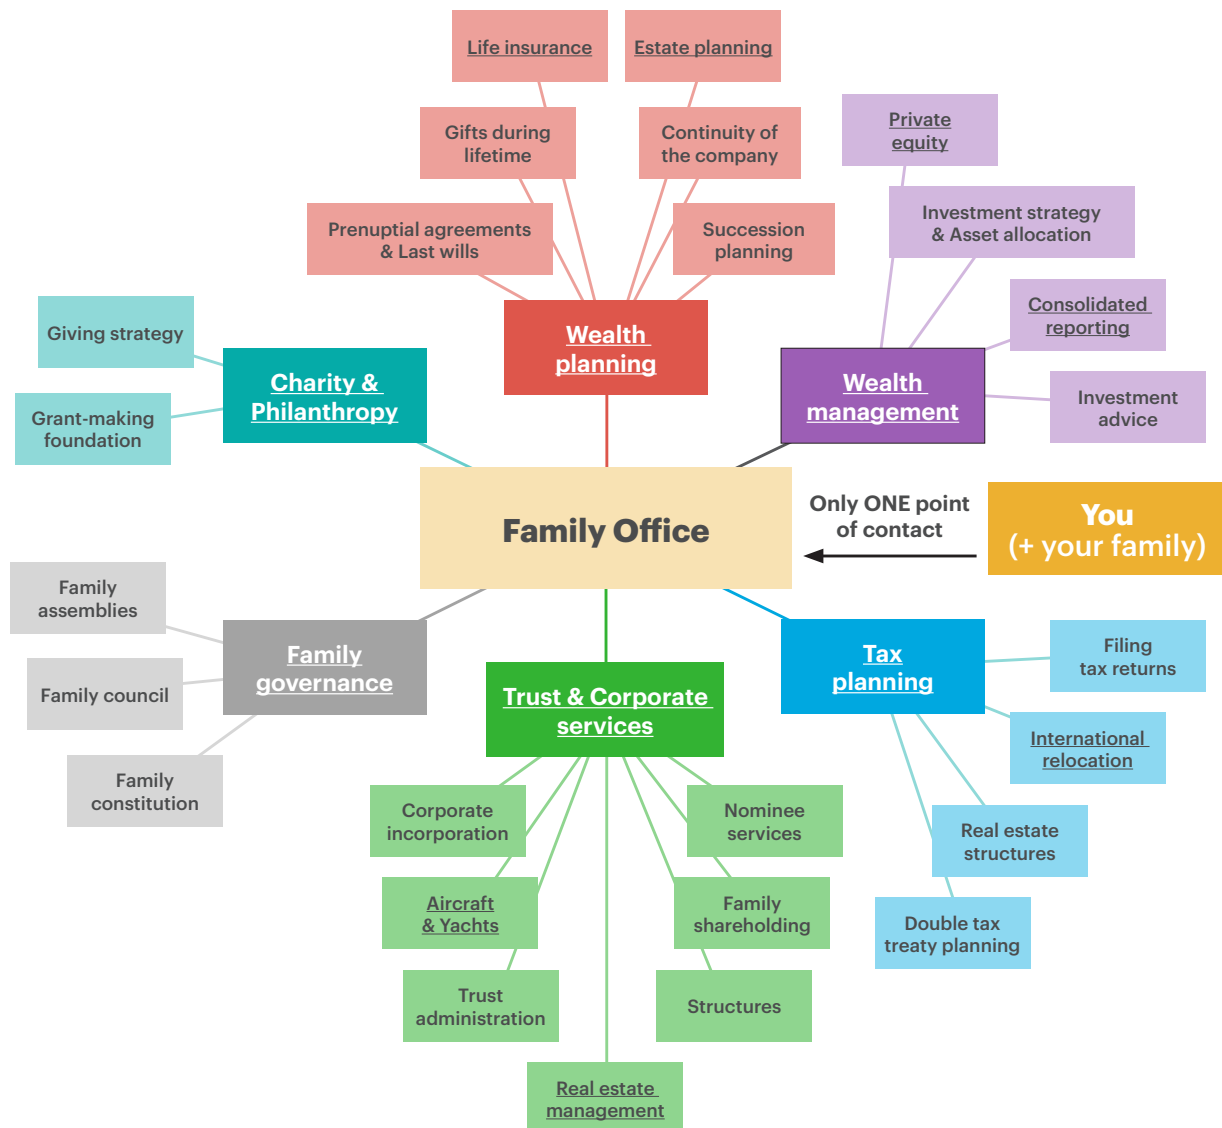 Life insurance
Estate planning
Gifts during
lifetime
Continuity of
the company
Prenuptial agreements
& Last wills
Succession
planning
Wealth
planning
Private
equity
Investment strategy
& Asset allocation
Consolidated
reporting
Investment
advice
Wealth
management
Giving strategy
Grant-making
foundation
Charity &
Philanthropy
Family Office
Only ONE point
of contact
You
(+ your family)
Family
assemblies
Family council
Family
constitution
Family
governance
Trust & Corporate
services
Corporate
incorporation
Aircraft
& Yachts
Trust
administration
Real estate
management
Nominee
services
Family
shareholding
Structures
Tax
planning
Filing
tax returns
International
relocation
Real estate
structures
Double tax
treaty planning